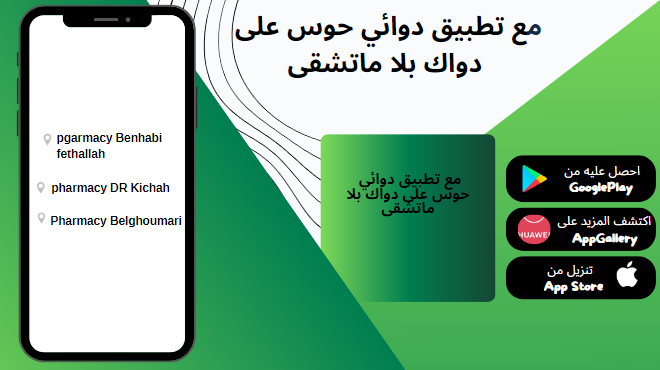 مع تطبيق دوائي حوس على
دواك بلا ماتشقى
pgarmacy Benhabi
fethallah
pharmacy DR Kichah
Pharmacy Belghoumari
مع تطبيق دوائي
حوس على دواك بلا
ماتشقى
احصل عليه من
GooglePlay
HUAWEI
اكتشف المزيد على
AppGallery
تنزيل من
App Store